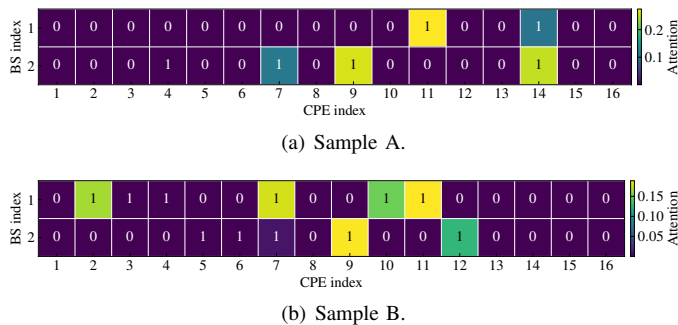 BS index
1 0 0 0 0 0 0 0 0 0 0 1 0 0 1 0 0
2 0 0 0 1 0 0 1 0 1 0 0 0 0 1 0 0
1 2 3 4 5 6 7 8 9 10 11 12 13 14 15 16
CPE index
0.2
0.1
Attention
(a) Sample A.
BS index
1 0 1 1 1 0 0 1 0 0 1 1 0 0 0 0 0
2 0 0 0 0 1 1 1 0 1 0 0 1 0 0 0 0
1 2 3 4 5 6 7 8 9 10 11 12 13 14 15 16
CPE index
0.15
0.10
0.05
Attention
(b) Sample B.